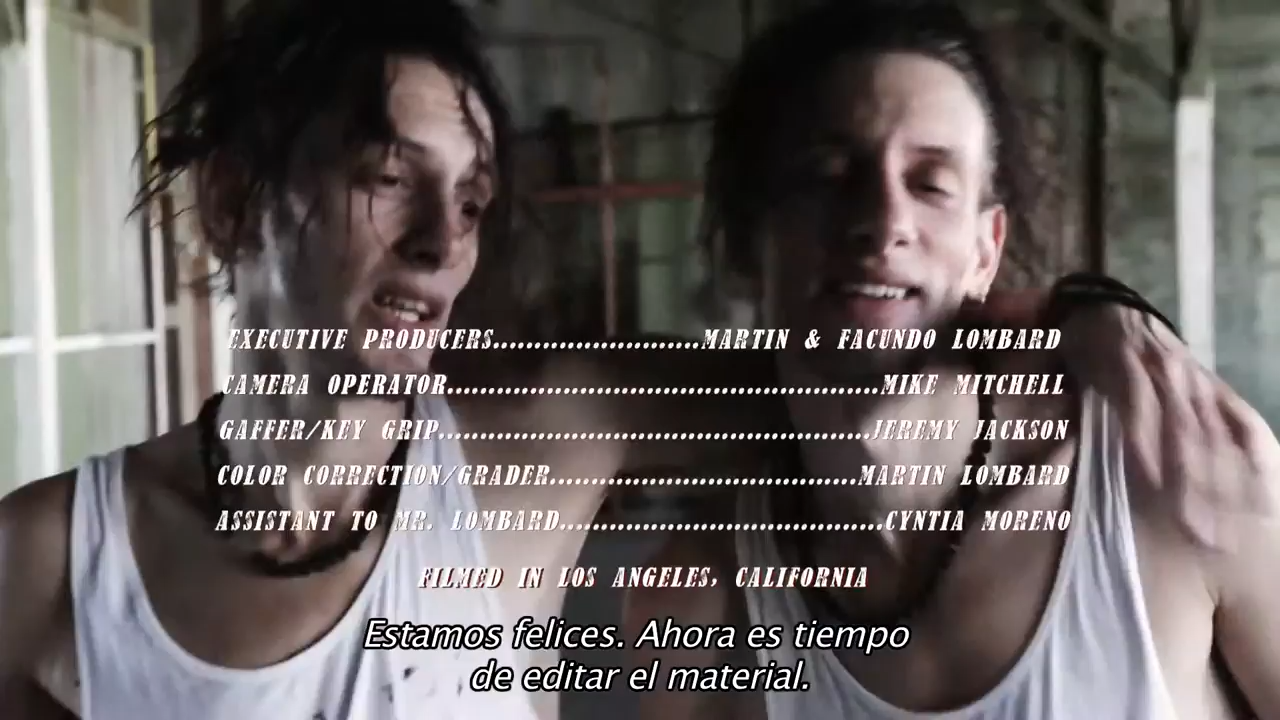 EXECUTIVE PRODUCERS.........................MARTIN & FACUNDO LOMBARD
CAMERA OPERATOR....................................................MIKE MITCHELL
GAFFER/KEY GRIP....................................................JEREMY JACKSON
COLOR CORRECTION/GRADER.....................................MARTIN LOMBARD
ASSISTANT TO MR. LOMBARD.......................................CYNTIA MORENO
FILMED IN LOS ANGELES, CALIFORNIA
Estamos felices. Ahora es tiempo
de editar el material.